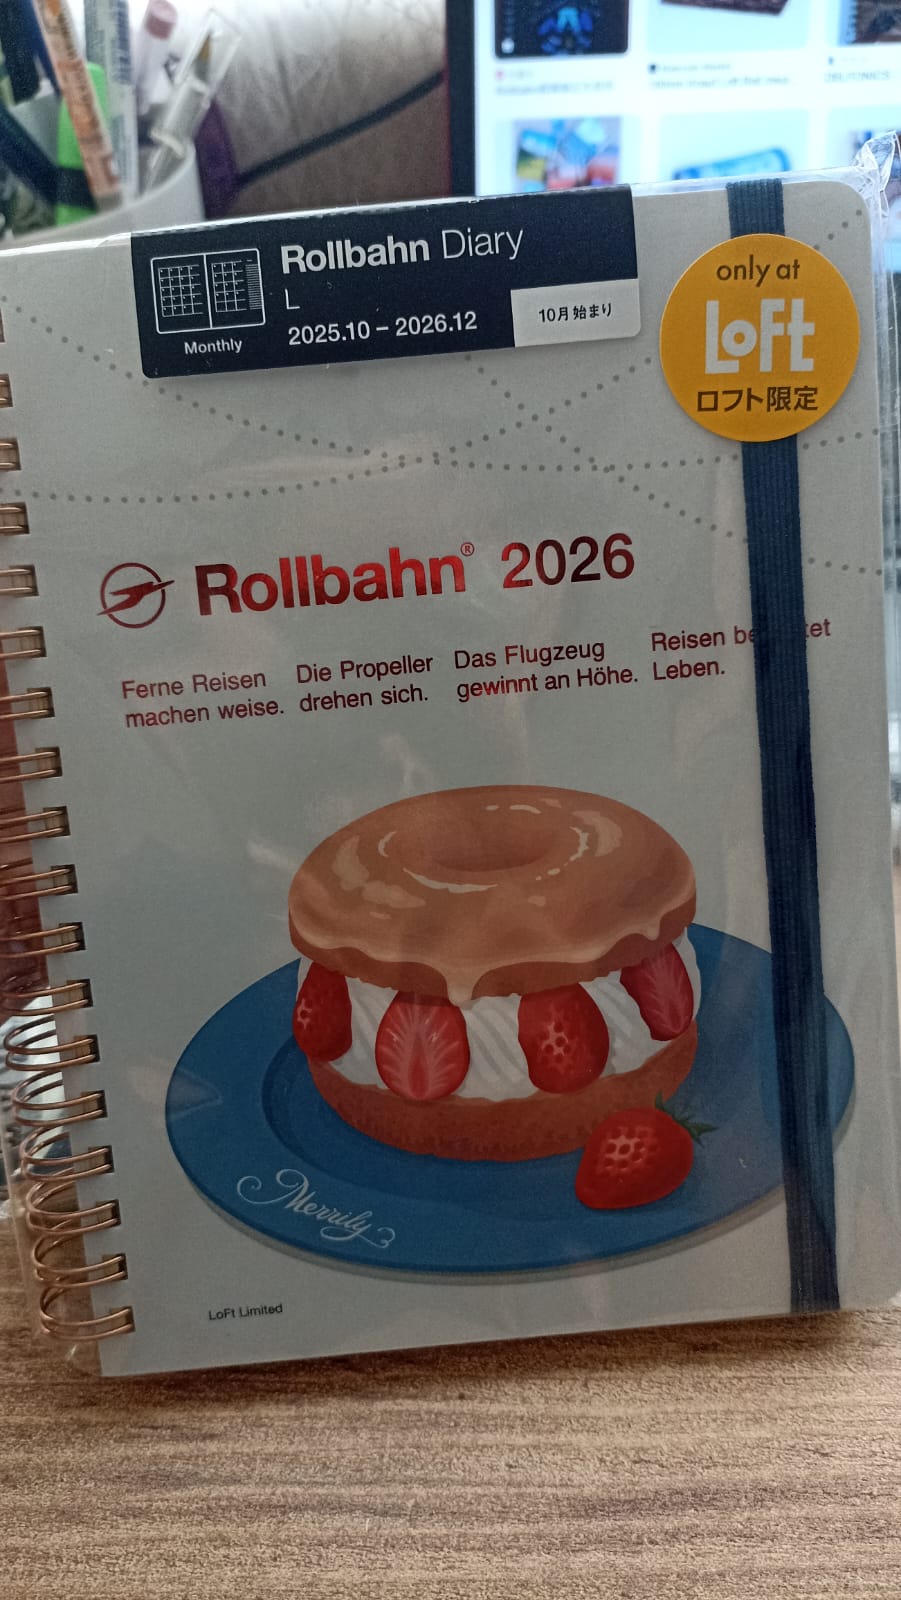 Rollbahn Diary
L
2025.10 – 2026.12
10月始まり
Monthly
only at
LoFt
ロフト限定
Rollbahn® 2026
Ferne Reisen
machen weise.
Die Propeller
drehen sich.
Das Flugzeug
gewinnt an Höhe.
Reisen
Leben.
Merrily
LoFt Limited